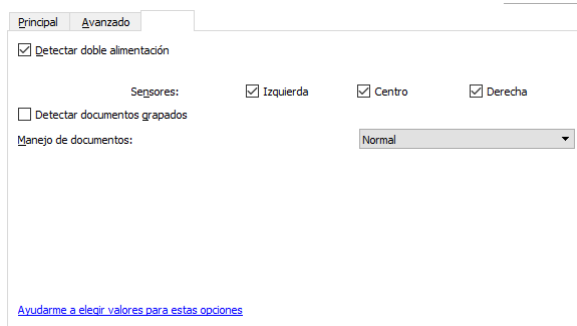 Principal Avanzado
Detectar doble alimentación
Sensores: Izquierda Centro Derecha
Detectar documentos grapados
Manejo de documentos: Normal
Ayudarme a elegir valores para estas opciones